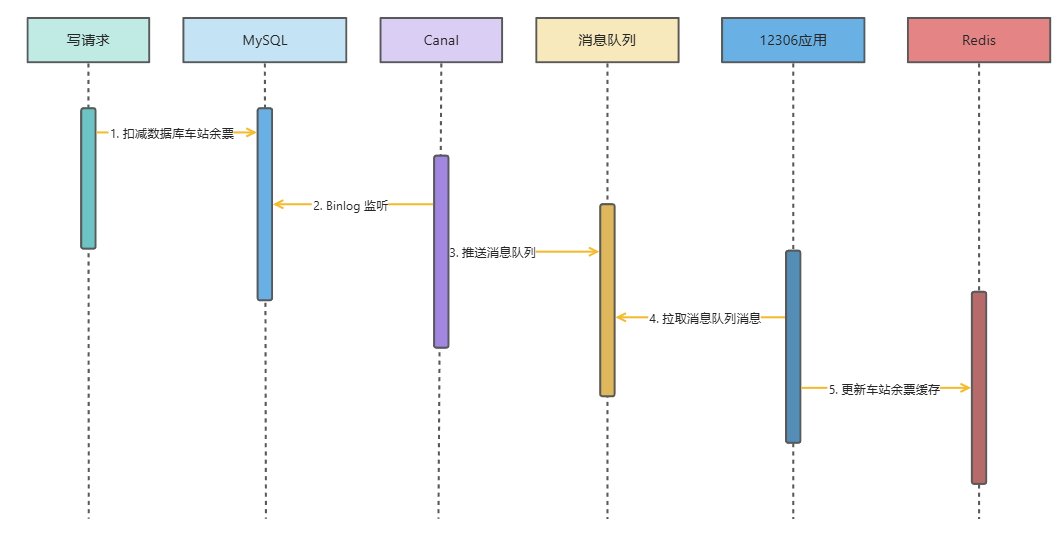 写请求
MySQL
Canal
消息队列
12306应用
Redis
1. 扣减数据库车站余票
2. Binlog 监听
3. 推送消息队列
4. 拉取消息队列消息
5. 更新车站余票缓存